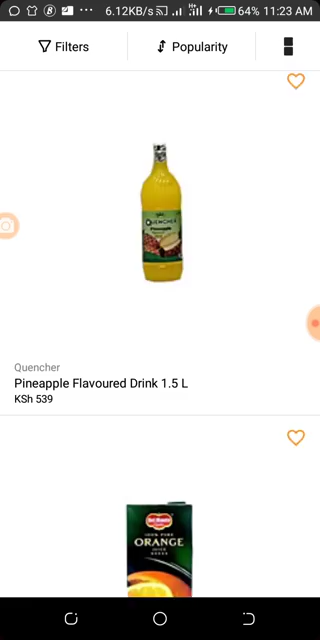 6.12KB/s
64% 11:23 AM
Filters
Popularity
QUENCHER
Pineapple
Quencher
Pineapple Flavoured Drink 1.5 L
KSh 539
Del Monte
100% PURE
ORANGE
JUICE